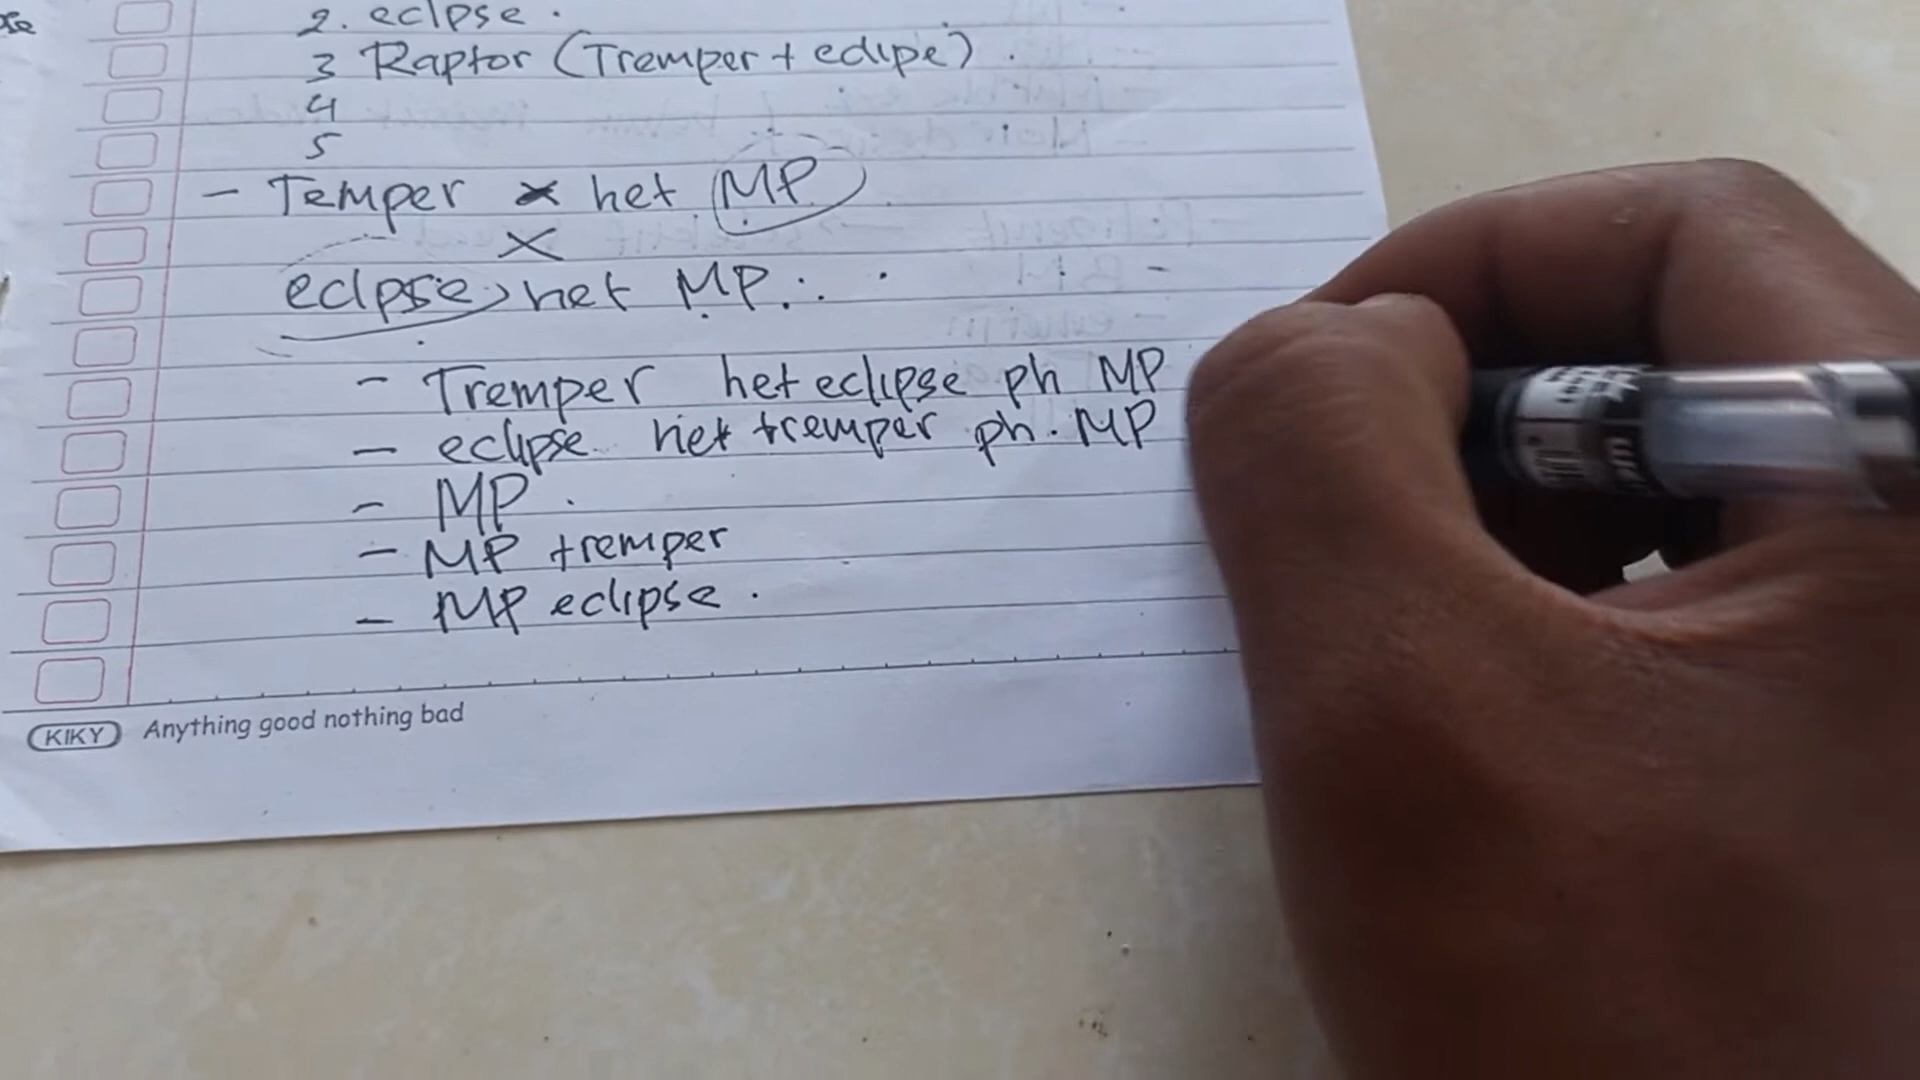 2. eclpse.
3 Raptor (Tremper + eclipe)
4
5
- Temper x het MP
x
eclpse, het MP.
- Tremper het eclipse ph MP
- eclipse het tremper ph. MP
- MP.
- MP tremper
- MP eclipse.
KIKY Anything good nothing bad